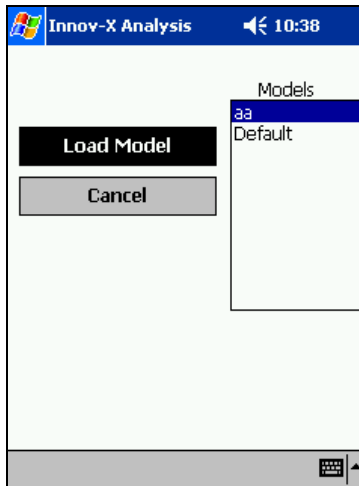 Innov-X Analysis 10:38
Models
aa
Default
Load Model
Cancel